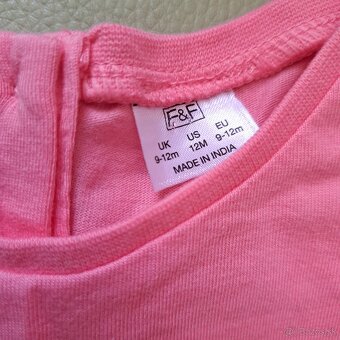 F&F
UK US EU
9-12m 12M 9-12m
MADE IN INDIA